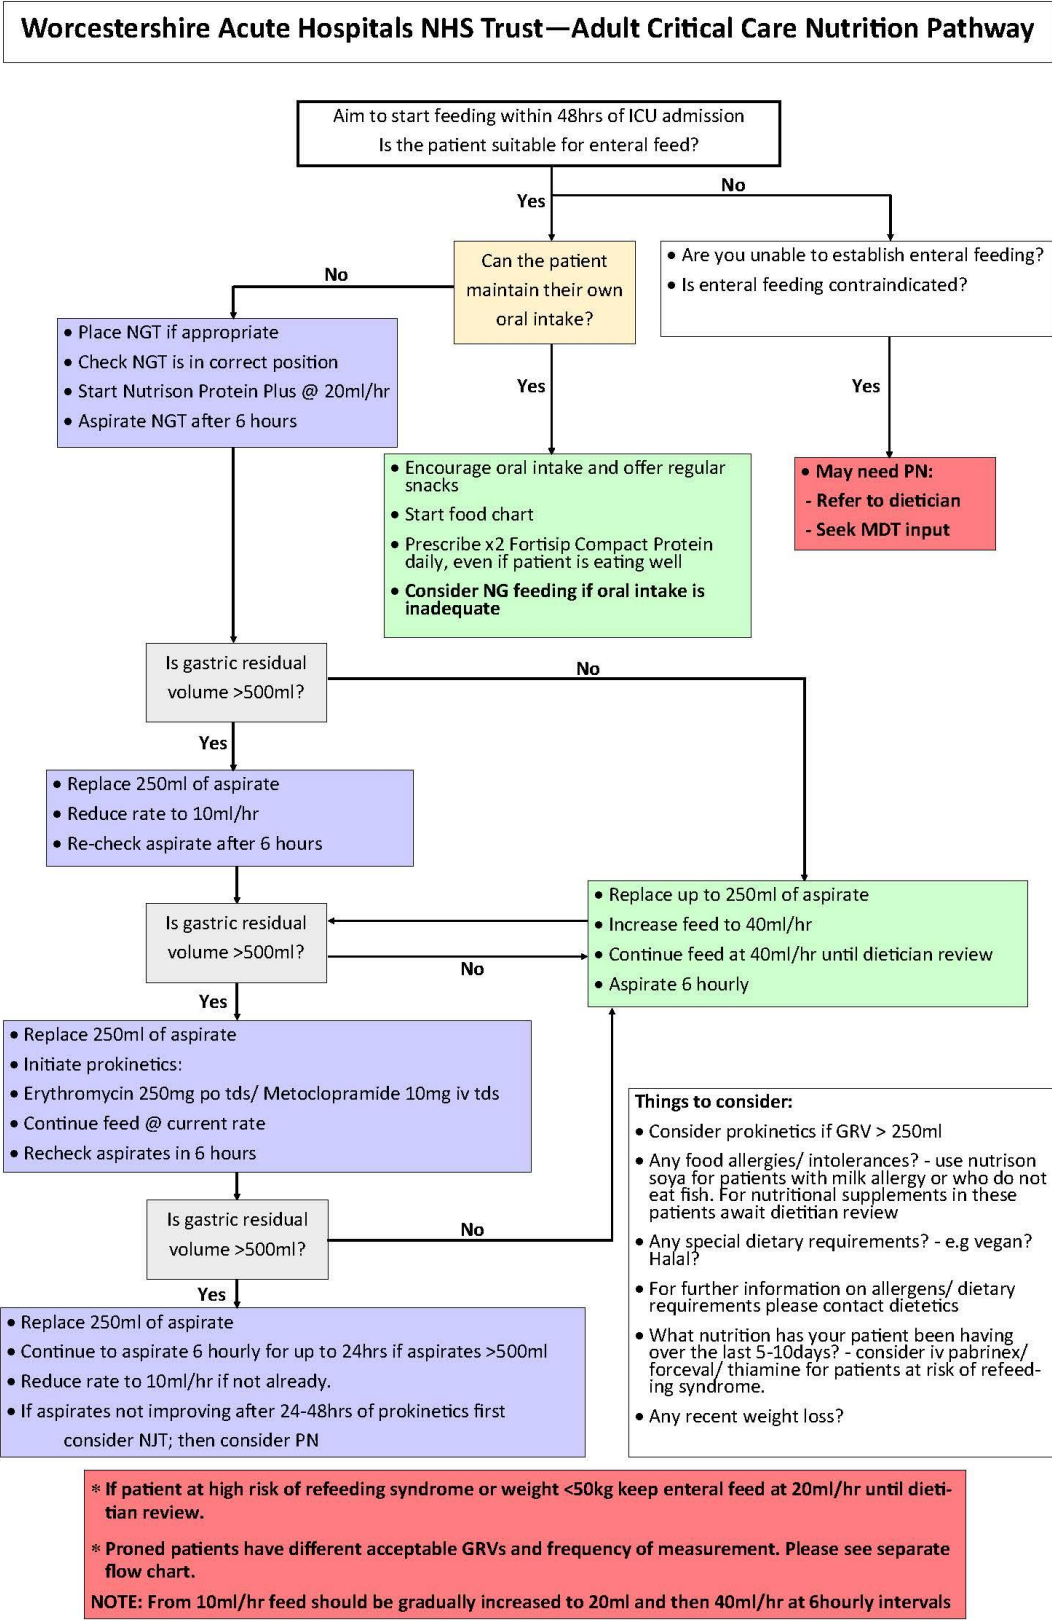 Worcestershire Acute Hospitals NHS Trust—Adult Critical Care Nutrition Pathway
Aim to start feeding within 48hrs of ICU admission
Is the patient suitable for enteral feed?
Yes
No
Can the patient
maintain their own
oral intake?
• Are you unable to establish enteral feeding?
• Is enteral feeding contraindicated?
No
• Place NGT if appropriate
• Check NGT is in correct position
• Start Nutrison Protein Plus @ 20ml/hr
• Aspirate NGT after 6 hours
Yes
Yes
• Encourage oral intake and offer regular
snacks
• Start food chart
• Prescribe x2 Fortisip Compact Protein
daily, even if patient is eating well
• Consider NG feeding if oral intake is
inadequate
• May need PN:
- Refer to dietician
- Seek MDT input
Is gastric residual
volume >500ml?
No
Yes
• Replace 250ml of aspirate
• Reduce rate to 10ml/hr
• Re-check aspirate after 6 hours
Is gastric residual
volume >500ml?
No
• Replace up to 250ml of aspirate
• Increase feed to 40ml/hr
• Continue feed at 40ml/hr until dietician review
• Aspirate 6 hourly
Yes
• Replace 250ml of aspirate
• Initiate prokinetics:
• Erythromycin 250mg po tds/ Metoclopramide 10mg iv tds
• Continue feed @ current rate
• Recheck aspirates in 6 hours
Is gastric residual
volume >500ml?
No
Yes
• Replace 250ml of aspirate
• Continue to aspirate 6 hourly for up to 24hrs if aspirates >500ml
• Reduce rate to 10ml/hr if not already.
• If aspirates not improving after 24-48hrs of prokinetics first
consider NJT; then consider PN
Things to consider:
• Consider prokinetics if GRV > 250ml
• Any food allergies/ intolerances? - use nutrison
soya for patients with milk allergy or who do not
eat fish. For nutritional supplements in these
patients await dietitian review
• Any special dietary requirements? - e.g vegan?
Halal?
• For further information on allergens/ dietary
requirements please contact dietetics
• What nutrition has your patient been having
over the last 5-10days? - consider iv pabrinex/
forceval/ thiamine for patients at risk of refeed-
ing syndrome.
• Any recent weight loss?
* If patient at high risk of refeeding syndrome or weight <50kg keep enteral feed at 20ml/hr until dieti-
tian review.
* Proned patients have different acceptable GRVs and frequency of measurement. Please see separate
flow chart.
NOTE: From 10ml/hr feed should be gradually increased to 20ml and then 40ml/hr at 6hourly intervals